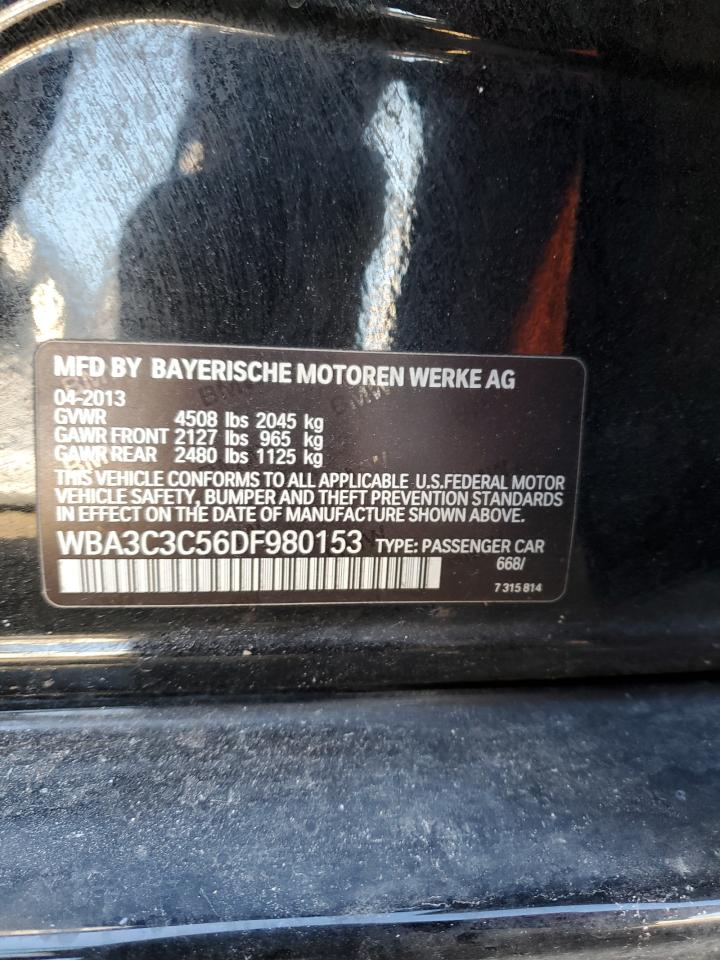 MFD BY BAYERISCHE MOTOREN WERKE AG
04-2013
GVWR 4508 lbs 2045 kg
GAWR FRONT 2127 lbs 965 kg
GAWR REAR 2480 lbs 1125 kg
THIS VEHICLE CONFORMS TO ALL APPLICABLE U.S.FEDERAL MOTOR
VEHICLE SAFETY, BUMPER AND THEFT PREVENTION STANDARDS
IN EFFECT ON THE DATE OF MANUFACTURE SHOWN ABOVE.
WBA3C3C56DF980153 TYPE: PASSENGER CAR
668/
7 315 814